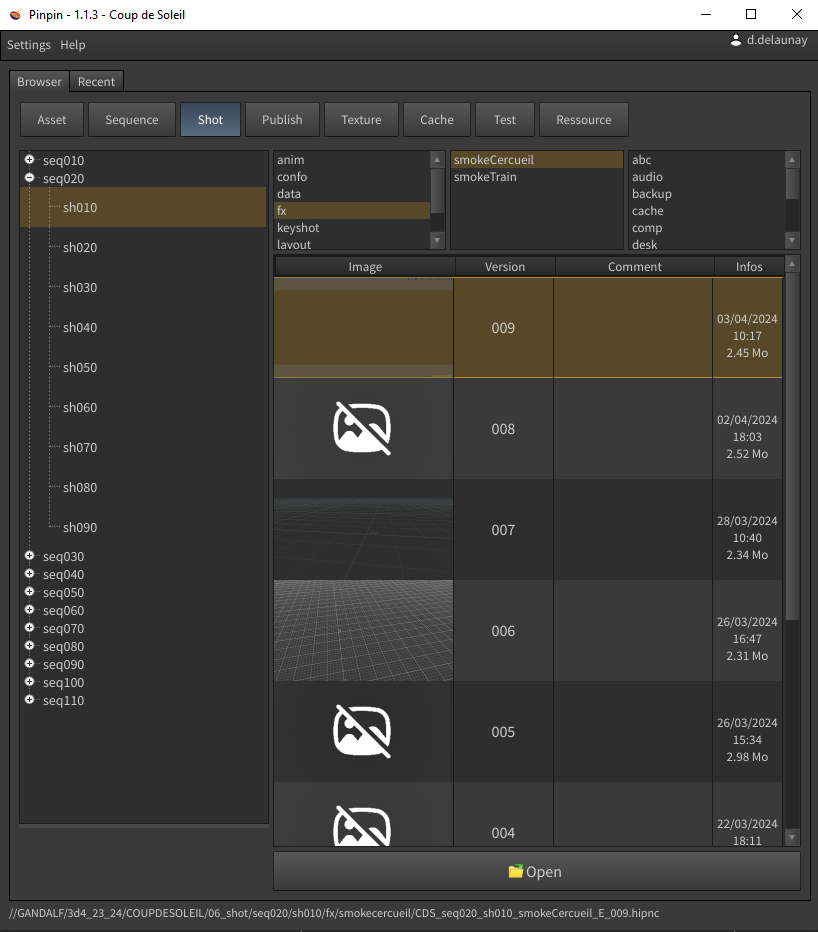 Pinpin - 1.1.3 - Coup de Soleil
Settings Help
d.delaunay
Browser Recent
Asset Sequence Shot Publish Texture Cache Test Ressource
seq010
seq020
sh010
sh020
sh030
sh040
sh050
sh060
sh070
sh080
sh090
seq030
seq040
seq050
seq060
seq070
seq080
seq090
seq100
seq110
anim
confo
data
fx
keyshot
layout
smokeCercueil
smokeTrain
abc
audio
backup
cache
comp
desk
Image Version Comment Infos
009
03/04/2024
10:17
2.45 Mo
008
02/04/2024
18:03
2.52 Mo
007
28/03/2024
10:40
2.34 Mo
006
26/03/2024
16:47
2.31 Mo
005
26/03/2024
15:34
2.98 Mo
004
22/03/2024
18:11
Open
//GANDALF/3d4_23_24/COUPDESOLEIL/06_shot/seq020/sh010/fx/smokecercueil/CDS_seq020_sh010_smokeCercueil_E_009.hipnc